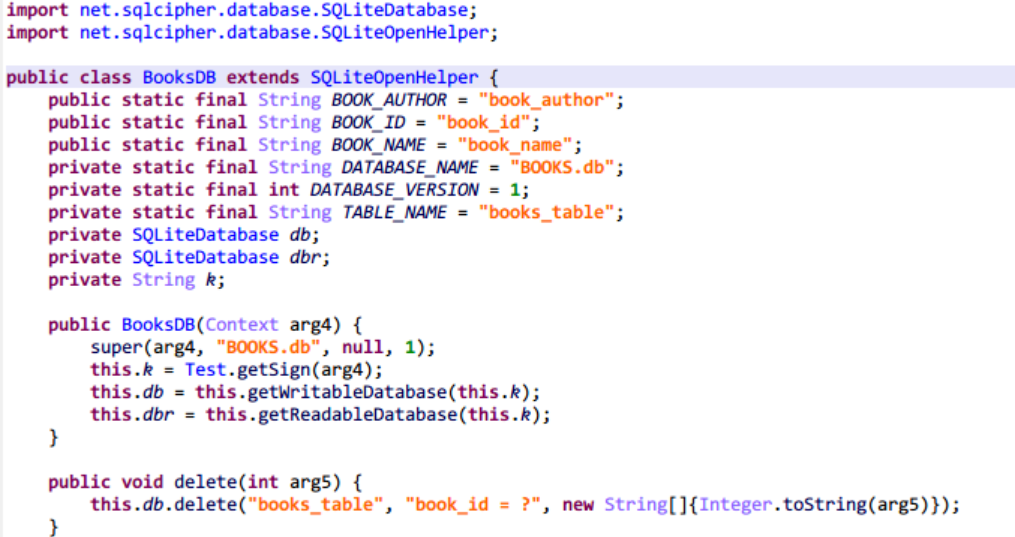 import net.sqlcipher.database.SQLiteDatabase;
import net.sqlcipher.database.SQLiteOpenHelper;
public class BooksDB extends SQLiteOpenHelper {
public static final String BOOK_AUTHOR = "book_author";
public static final String BOOK_ID = "book_id";
public static final String BOOK_NAME = "book_name";
private static final String DATABASE_NAME = "BOOKS.db";
private static final int DATABASE_VERSION = 1;
private static final String TABLE_NAME = "books_table";
private SQLiteDatabase db;
private SQLiteDatabase dbr;
private String k;
public BooksDB(Context arg4) {
super(arg4, "BOOKS.db", null, 1);
this.k = Test.getSign(arg4);
this.db = this.getWritableDatabase(this.k);
this.dbr = this.getReadableDatabase(this.k);
}
public void delete(int arg5) {
this.db.delete("books_table", "book_id = ?", new String[]{Integer.toString(arg5)});
}